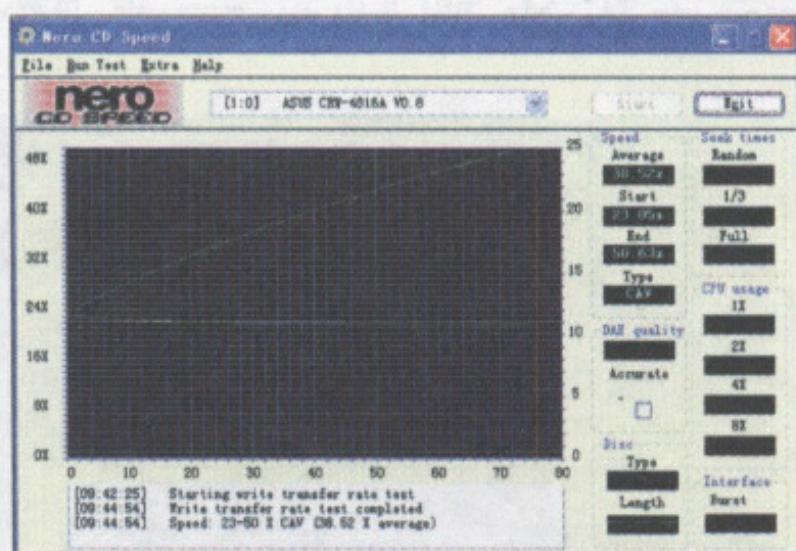 Nero CD Speed
File Run Test Extra Help
nero
CD SPEED
[1:0] ASUS CRW-4816A V0.8
Start
Exit
Speed
Average
38.52x
Start
23.05x
End
50.63x
Type
CAV
Seek times
Random
1/3
Full
CPU usage
1X
2X
4X
8X
DAE quality
Accurate
Disc
Type
Length
Interface
Burst
48X
40X
32X
24X
16X
8X
0X
25
20
15
10
5
0
0 10 20 30 40 50 60 70 80
[09:42:25] Starting write transfer rate test
[09:44:54] Write transfer rate test completed
[09:44:54] Speed: 23-50 X CAV (38.52 X average)